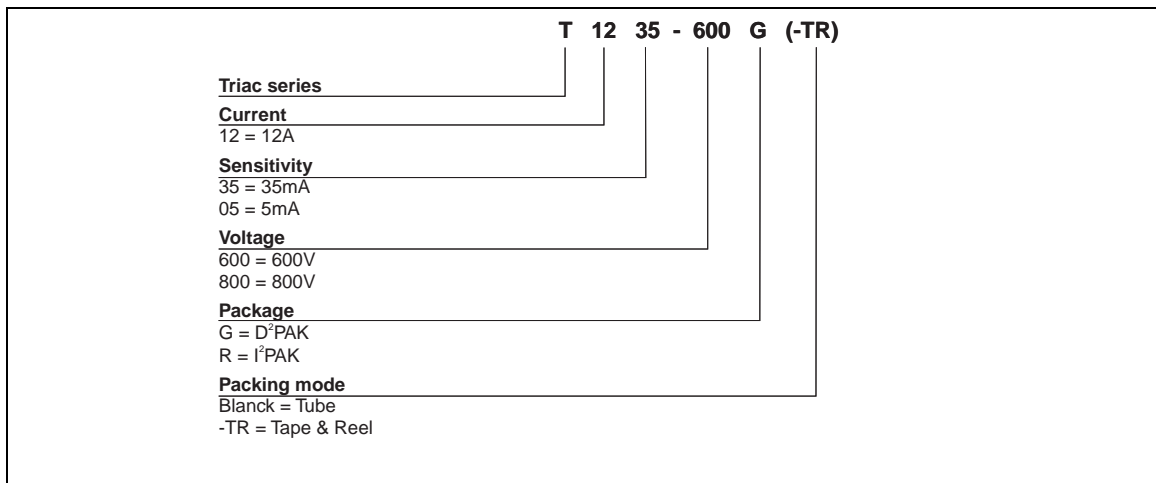 T 12 35 - 600 G (-TR)
Triac series
Current
12 = 12A
Sensitivity
35 = 35mA
05 = 5mA
Voltage
600 = 600V
800 = 800V
Package
G = D²PAK
R = I²PAK
Packing mode
Blanck = Tube
-TR = Tape & Reel